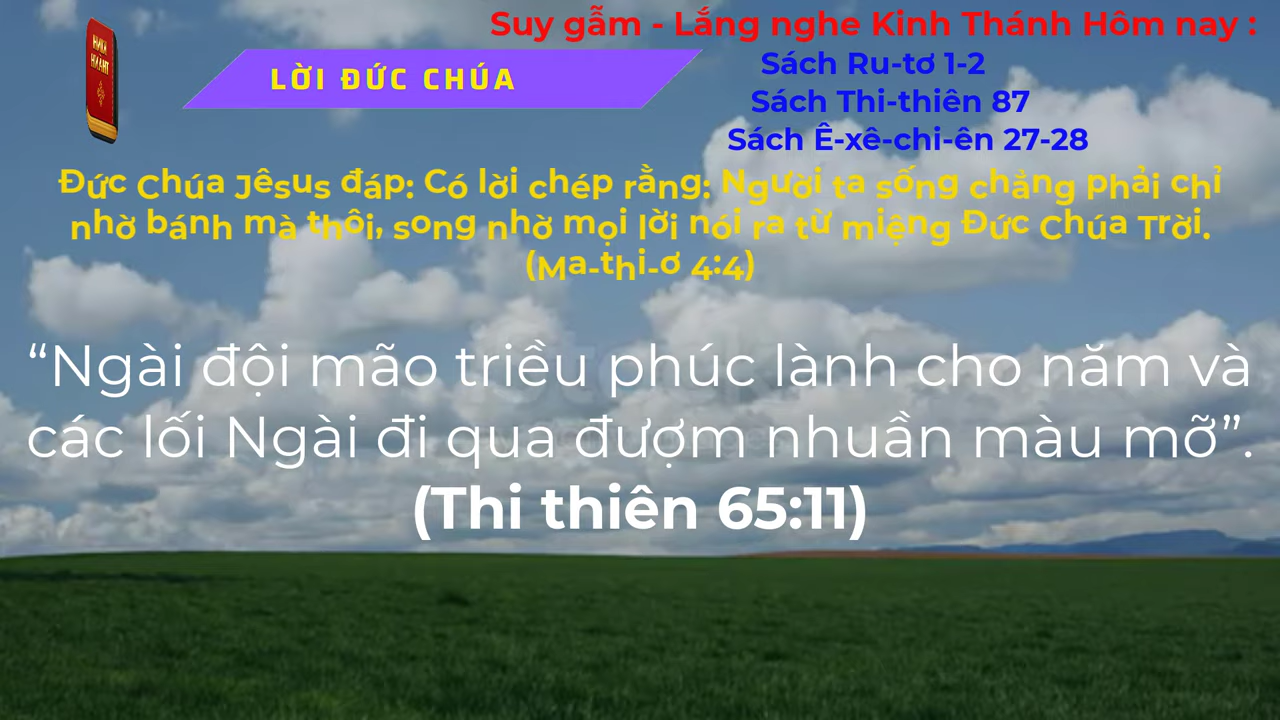 Suy gẫm - Lắng nghe Kinh Thánh Hôm nay :
Sách Ru-tơ 1-2
Sách Thi-thiên 87
Sách Ê-xê-chi-ên 27-28
LỜI ĐỨC CHÚA
Đức Chúa Jêsus đáp: Có lời chép rằng: Người ta sống chẳng phải chỉ
nhờ bánh mà thôi, song nhờ mọi lời nói ra từ miệng Đức Chúa Trời.
(Ma-thi-ơ 4:4)
“Ngài đội mão triều phúc lành cho năm và
các lối Ngài đi qua đượm nhuần màu mỡ”.
(Thi thiên 65:11)